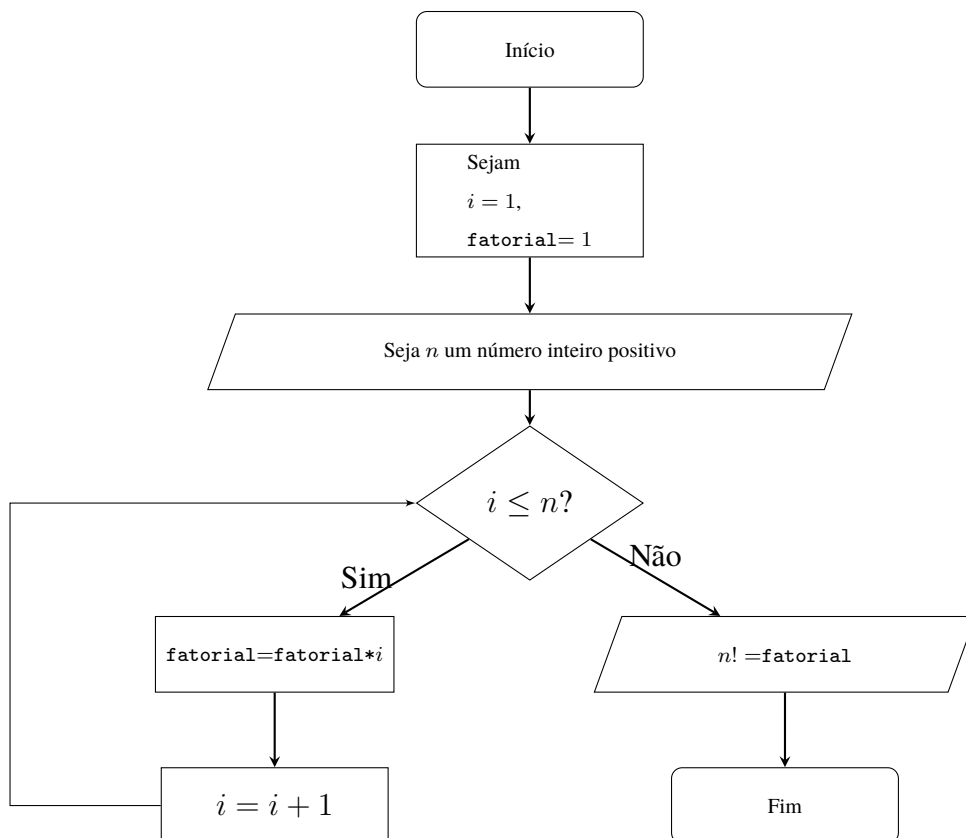 Início
Sejam
i = 1,
fatorial= 1
Seja n um número inteiro positivo
i ≤ n?
Sim
Não
fatorial=fatorial*i
n! =fatorial
i = i + 1
Fim